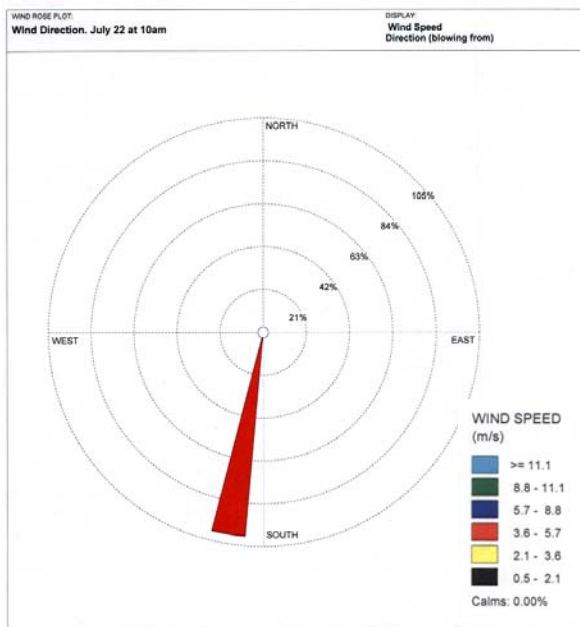 WIND ROSE PLOT:
Wind Direction. July 22 at 10am
DISPLAY:
Wind Speed
Direction (blowing from)
NORTH
105%
84%
63%
42%
21%
WEST
EAST
SOUTH
WIND SPEED
(m/s)
>= 11.1
8.8 - 11.1
5.7 - 8.8
3.6 - 5.7
2.1 - 3.6
0.5 - 2.1
Calms: 0.00%